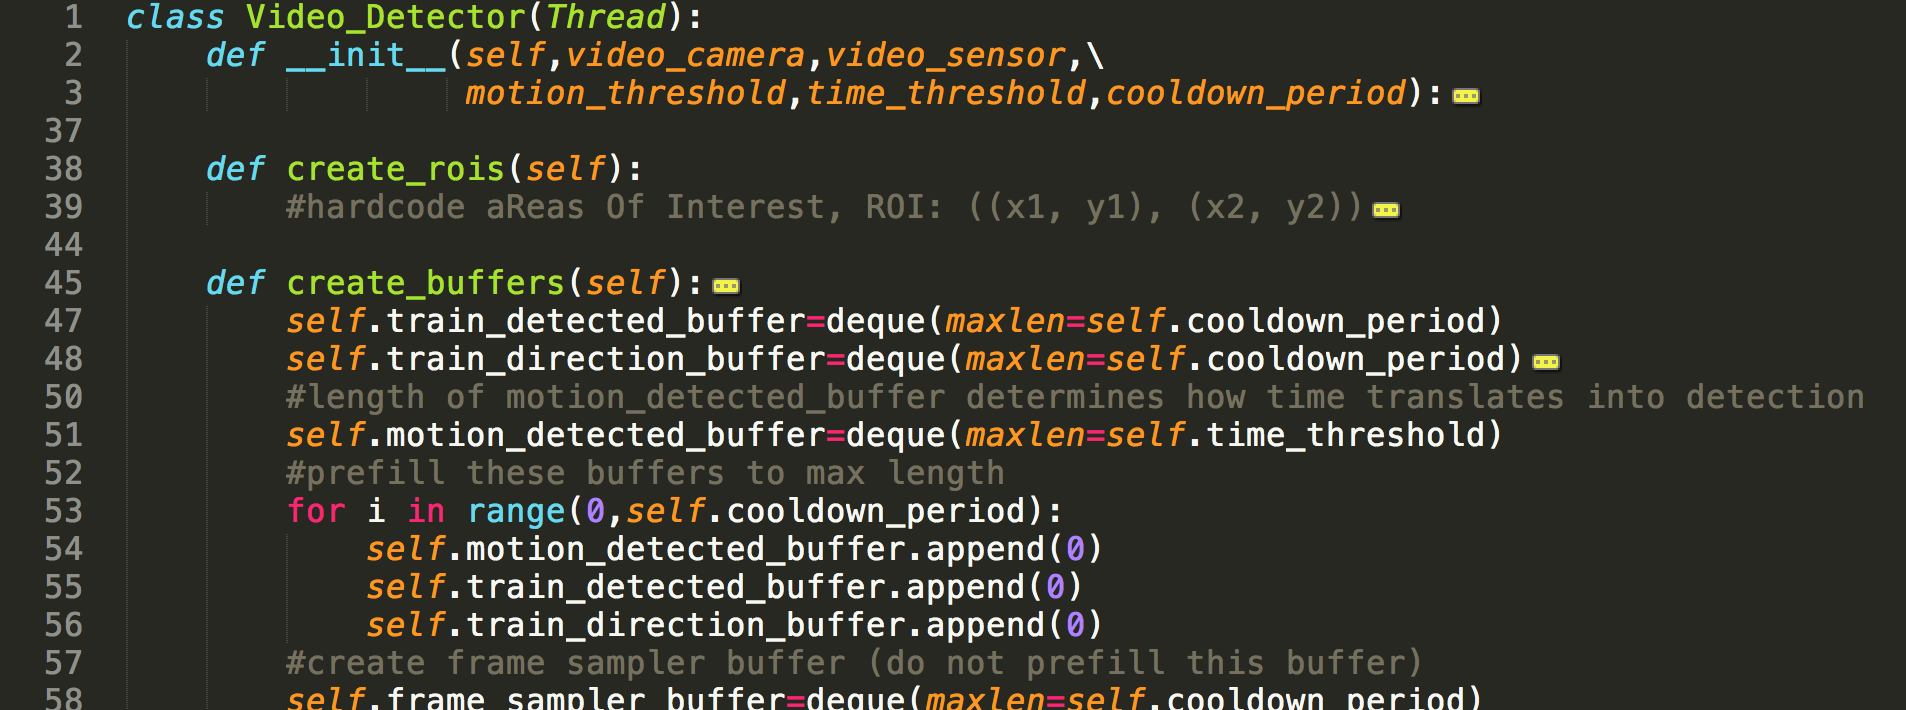 1 class Video_Detector(Thread):
2 def __init__(self,video_camera,video_sensor,\
3 motion_threshold,time_threshold,cooldown_period):
37
38 def create_rois(self):
39 #hardcode aReas Of Interest, ROI: ((x1, y1), (x2, y2))
44
45 def create_buffers(self):
47 self.train_detected_buffer=deque(maxlen=self.cooldown_period)
48 self.train_direction_buffer=deque(maxlen=self.cooldown_period)
50 #length of motion_detected_buffer determines how time translates into detection
51 self.motion_detected_buffer=deque(maxlen=self.time_threshold)
52 #prefill these buffers to max length
53 for i in range(0,self.cooldown_period):
54 self.motion_detected_buffer.append(0)
55 self.train_detected_buffer.append(0)
56 self.train_direction_buffer.append(0)
57 #create frame sampler buffer (do not prefill this buffer)
58 self.frame_sampler_buffer=deque(maxlen=self.cooldown_period)